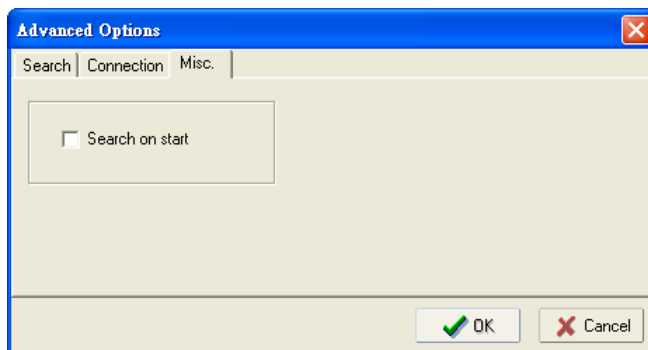 Advanced Options
Search Connection Misc.
Search on start
OK Cancel